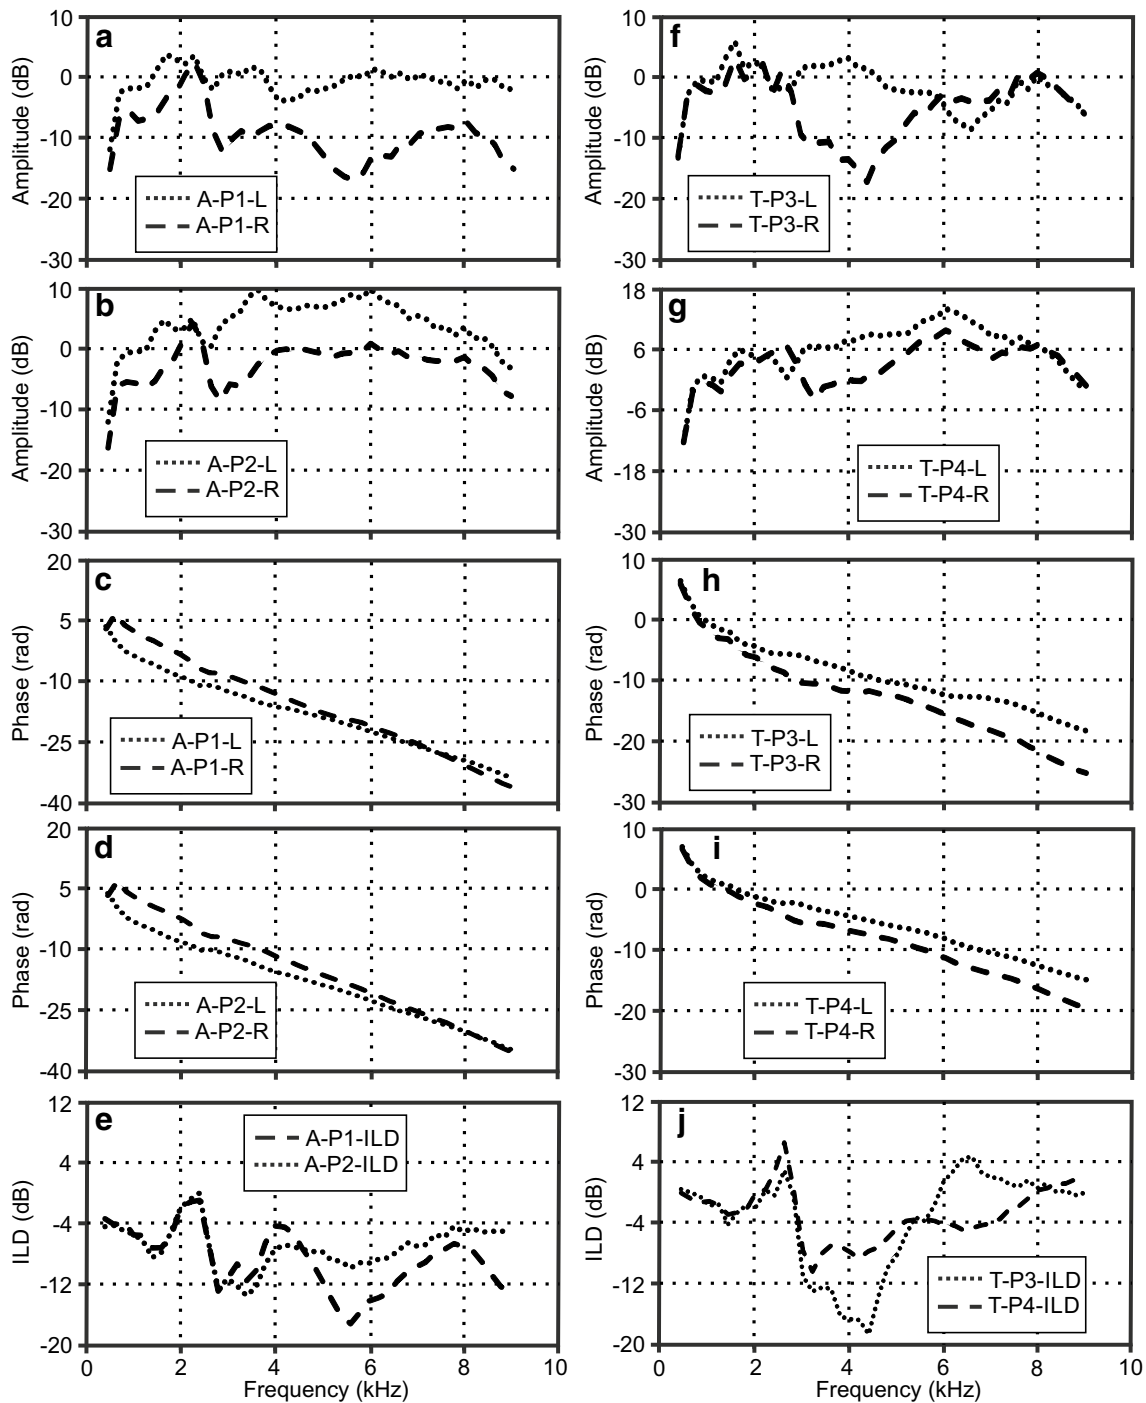 a
Amplitude (dB)
10
0
-10
-20
-30
A-P1-L
A-P1-R
b
Amplitude (dB)
10
0
-10
-20
-30
A-P2-L
A-P2-R
c
Phase (rad)
20
5
-10
-25
-40
A-P1-L
A-P1-R
d
Phase (rad)
20
5
-10
-25
-40
A-P2-L
A-P2-R
e
ILD (dB)
12
4
-4
-12
-20
A-P1-ILD
A-P2-ILD
0 2 4 6 8 10
Frequency (kHz)
f
Amplitude (dB)
10
0
-10
-20
-30
T-P3-L
T-P3-R
g
Amplitude (dB)
18
6
-6
-18
-30
T-P4-L
T-P4-R
h
Phase (rad)
10
0
-10
-20
-30
T-P3-L
T-P3-R
i
Phase (rad)
10
0
-10
-20
-30
T-P4-L
T-P4-R
j
ILD (dB)
12
4
-4
-12
-20
T-P3-ILD
T-P4-ILD
0 2 4 6 8 10
Frequency (kHz)